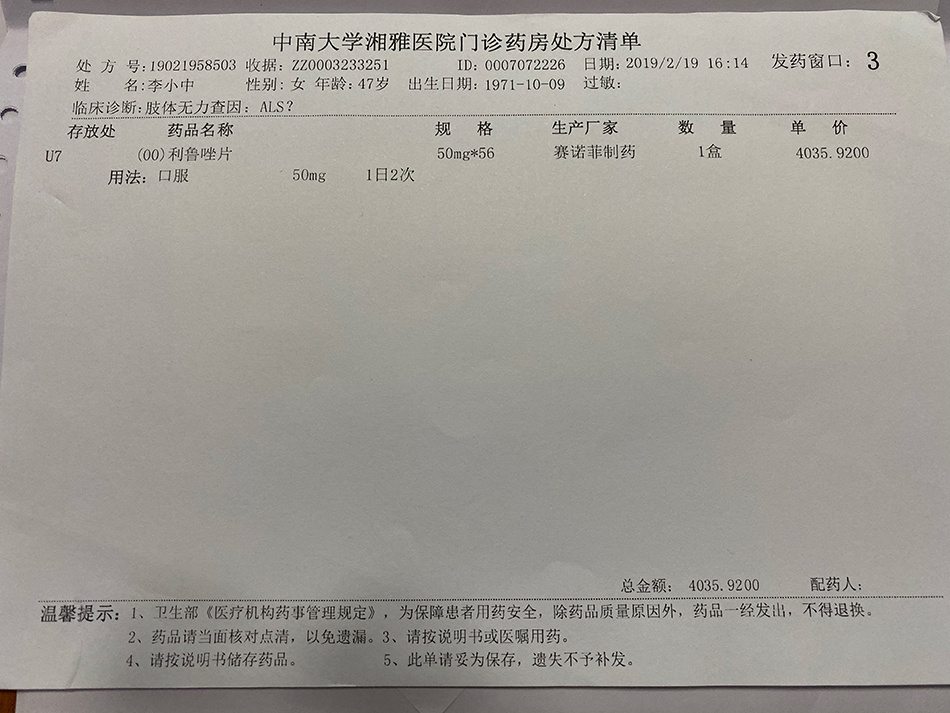 中南大学湘雅医院门诊药房处方清单
处 方 号:19021958503 收据: ZZ0003233251 ID: 0007072226 日期: 2019/2/19 16:14 发药窗口: 3
姓 名:李小中 性别: 女 年龄: 47岁 出生日期: 1971-10-09 过敏:
临床诊断: 肢体无力查因: ALS?
存放处 药品名称 规 格 生产厂家 数 量 单 价
U7 (00)利鲁唑片 50mg*56 赛诺菲制药 1盒 4035.9200
用法: 口服 50mg 1日2次
总金额: 4035.9200 配药人:
温馨提示: 1、卫生部《医疗机构药事管理规定》, 为保障患者用药安全, 除药品质量原因外, 药品一经发出, 不得退换。
2、药品请当面核对点清, 以免遗漏。3、请按说明书或医嘱用药。
4、请按说明书储存药品。 5、此单请妥为保存, 遗失不予补发。